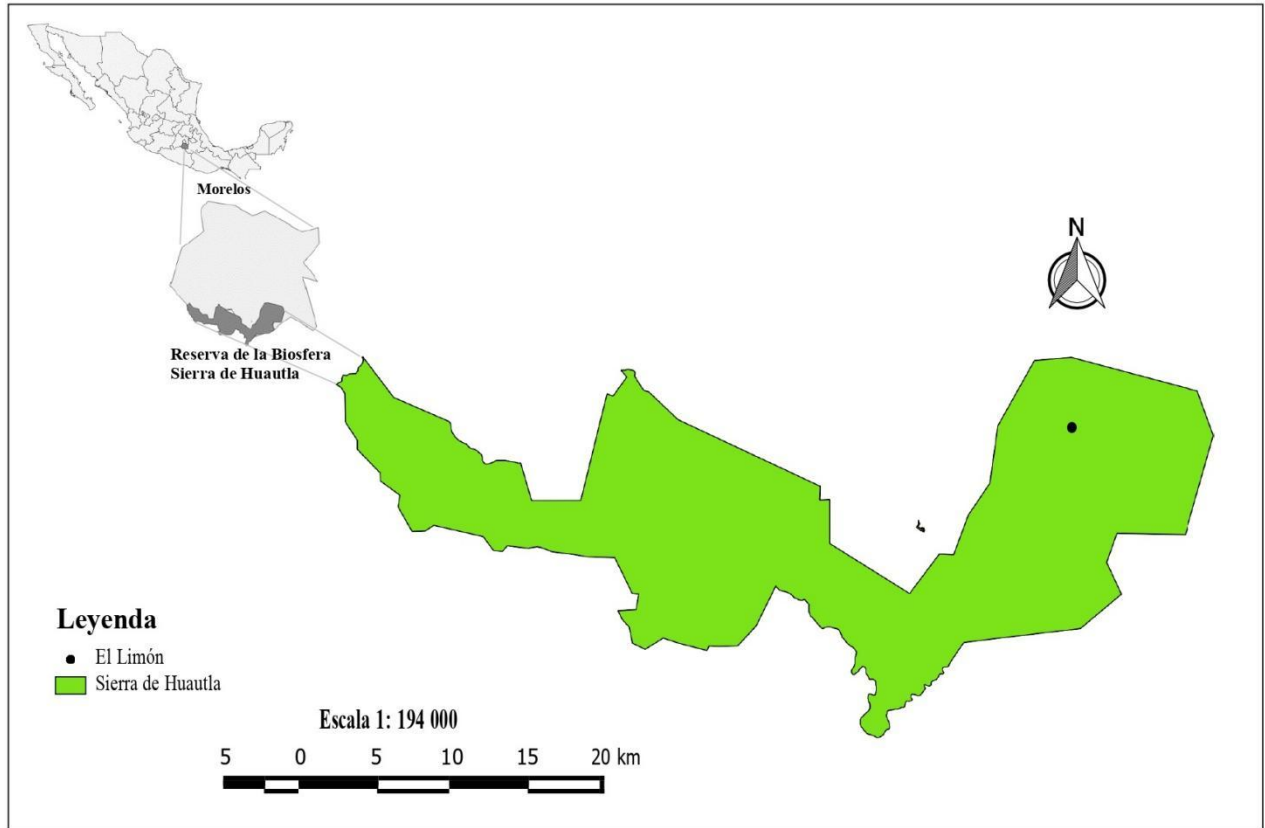 Morelos
Reserva de la Biosfera
Sierra de Huautla
N
Leyenda
El Limón
Sierra de Huautla
Escala 1: 194 000
5 0 5 10 15 20 km